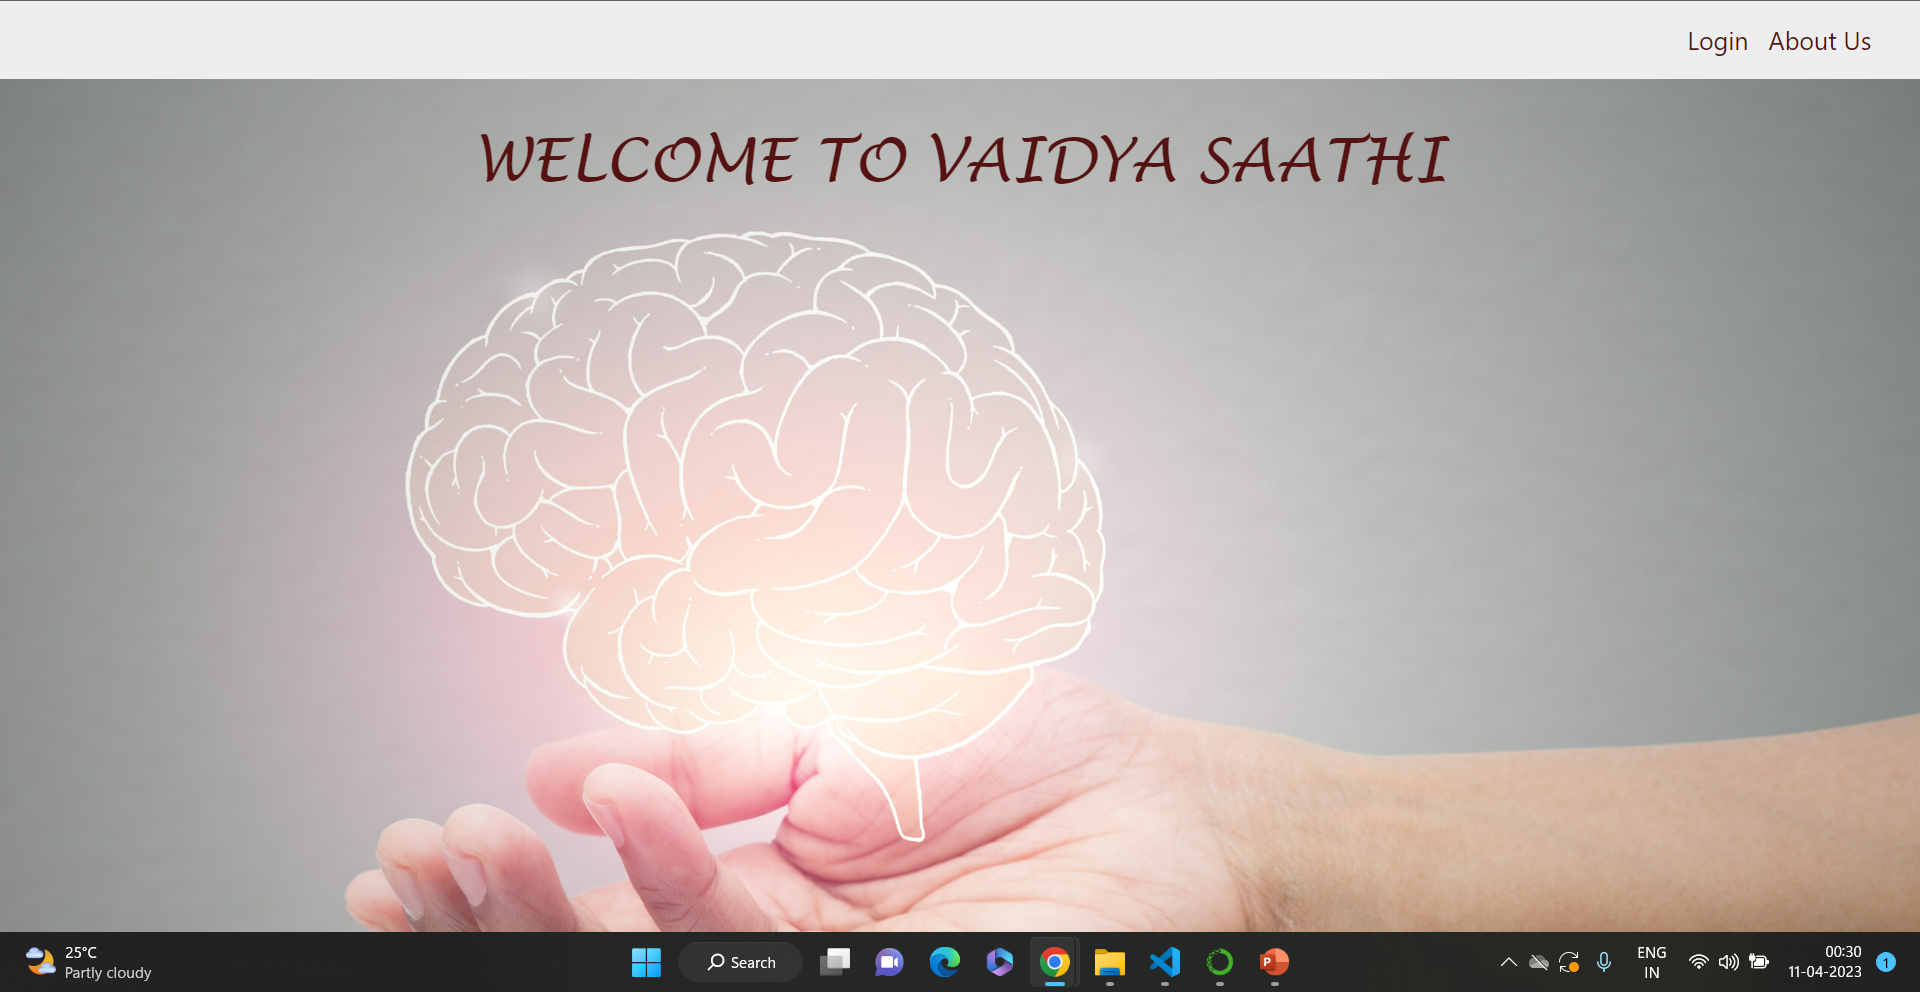 Login About Us
WELCOME TO VAIDYA SAATHI
25°C
Partly cloudy
Search
P
ENG
IN
00:30
11-04-2023
1